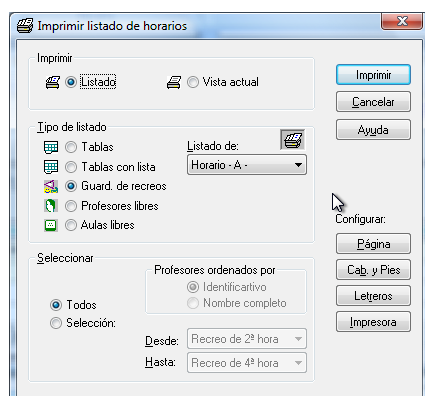 Imprimir listado de horarios
Imprimir
Listado
Vista actual
Imprimir
Cancelar
Ayuda
Tipo de listado
Tablas
Tablas con lista
Guard. de recreos
Profesores libres
Aulas libres
Listado de:
Horario - A -
Configurar:
Página
Cab. y Pies
Letreros
Impresora
Seleccionar
Profesores ordenados por
Identificartivo
Nombre completo
Todos
Selección:
Desde: Recreo de 2ª hora
Hasta: Recreo de 4ª hora